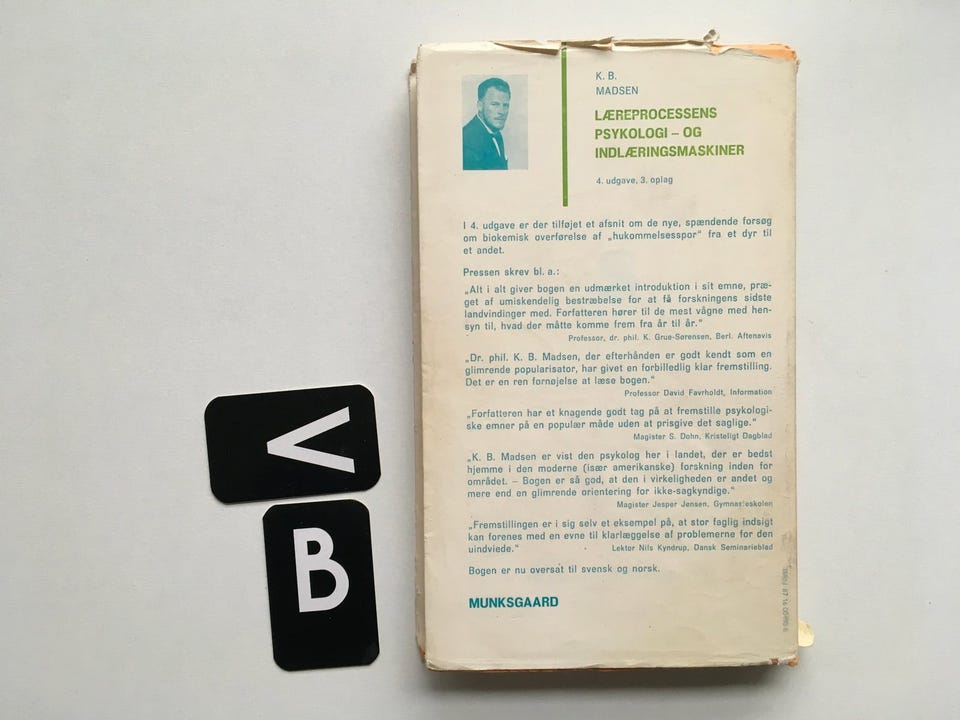 K. B.
MADSEN
LÆREPROCESSENS
PSYKOLOGI – OG
INDLÆRINGSMASKINER
4. udgave, 3. oplag
I 4. udgave er der tilføjet et afsnit om de nye, spændende forsøg
om biokemisk overførelse af „hukommelsesspor“ fra et dyr til
et andet.
Pressen skrev bl. a.:
„Alt i alt giver bogen en udmærket introduktion i sit emne, præ-
get af umiskendelig bestræbelse for at få forskningens sidste
landvindinger med. Forfatteren hører til de mest vågne med hen-
syn til, hvad der måtte komme frem fra år til år.“
Professor, dr. phil. K. Grue-Sørensen, Berl. Aftenavis
„Dr. phil. K. B. Madsen, der efterhånden er godt kendt som en
glimrende popularisator, har givet en forbilledlig klar fremstilling.
Det er en ren fornøjelse at læse bogen.“
Professor David Favrholdt, Information
„Forfatteren har et knagende godt tag på at fremstille psykologi-
ske emner på en populær måde uden at prisgive det saglige.“
Magister S. Dohn, Kristeligt Dagblad
„K. B. Madsen er vist den psykolog her i landet, der er bedst
hjemme i den moderne (især amerikanske) forskning inden for
området. – Bogen er så god, at den i virkeligheden er andet og
mere end en glimrende orientering for ikke-sagkyndige.“
Magister Jesper Jensen, Gymnasieskolen
„Fremstillingen er i sig selv et eksempel på, at stor faglig indsigt
kan forenes med en evne til klarlæggelse af problemerne for den
uindviede.“ Lektor Nils Kyndrup, Dansk Seminarieblad
Bogen er nu oversat til svensk og norsk.
MUNKSGAARD
V
B